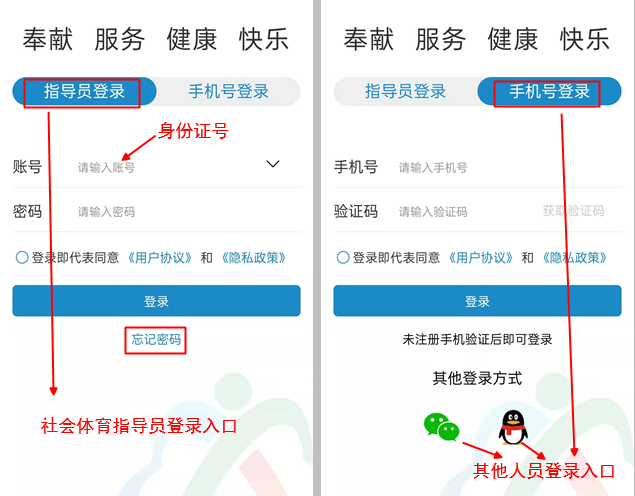 奉献 服务 健康 快乐
指导员登录 手机号登录
身份证号
账号 请输入账号
密码 请输入密码
登录即代表同意 《用户协议》 和 《隐私政策》
登录
忘记密码
社会体育指导员登录入口
奉献 服务 健康 快乐
指导员登录 手机号登录
手机号 请输入手机号
验证码 请输入验证码 获取验证码
登录即代表同意 《用户协议》 和 《隐私政策》
登录
未注册手机验证后即可登录
其他登录方式
其他人员登录入口